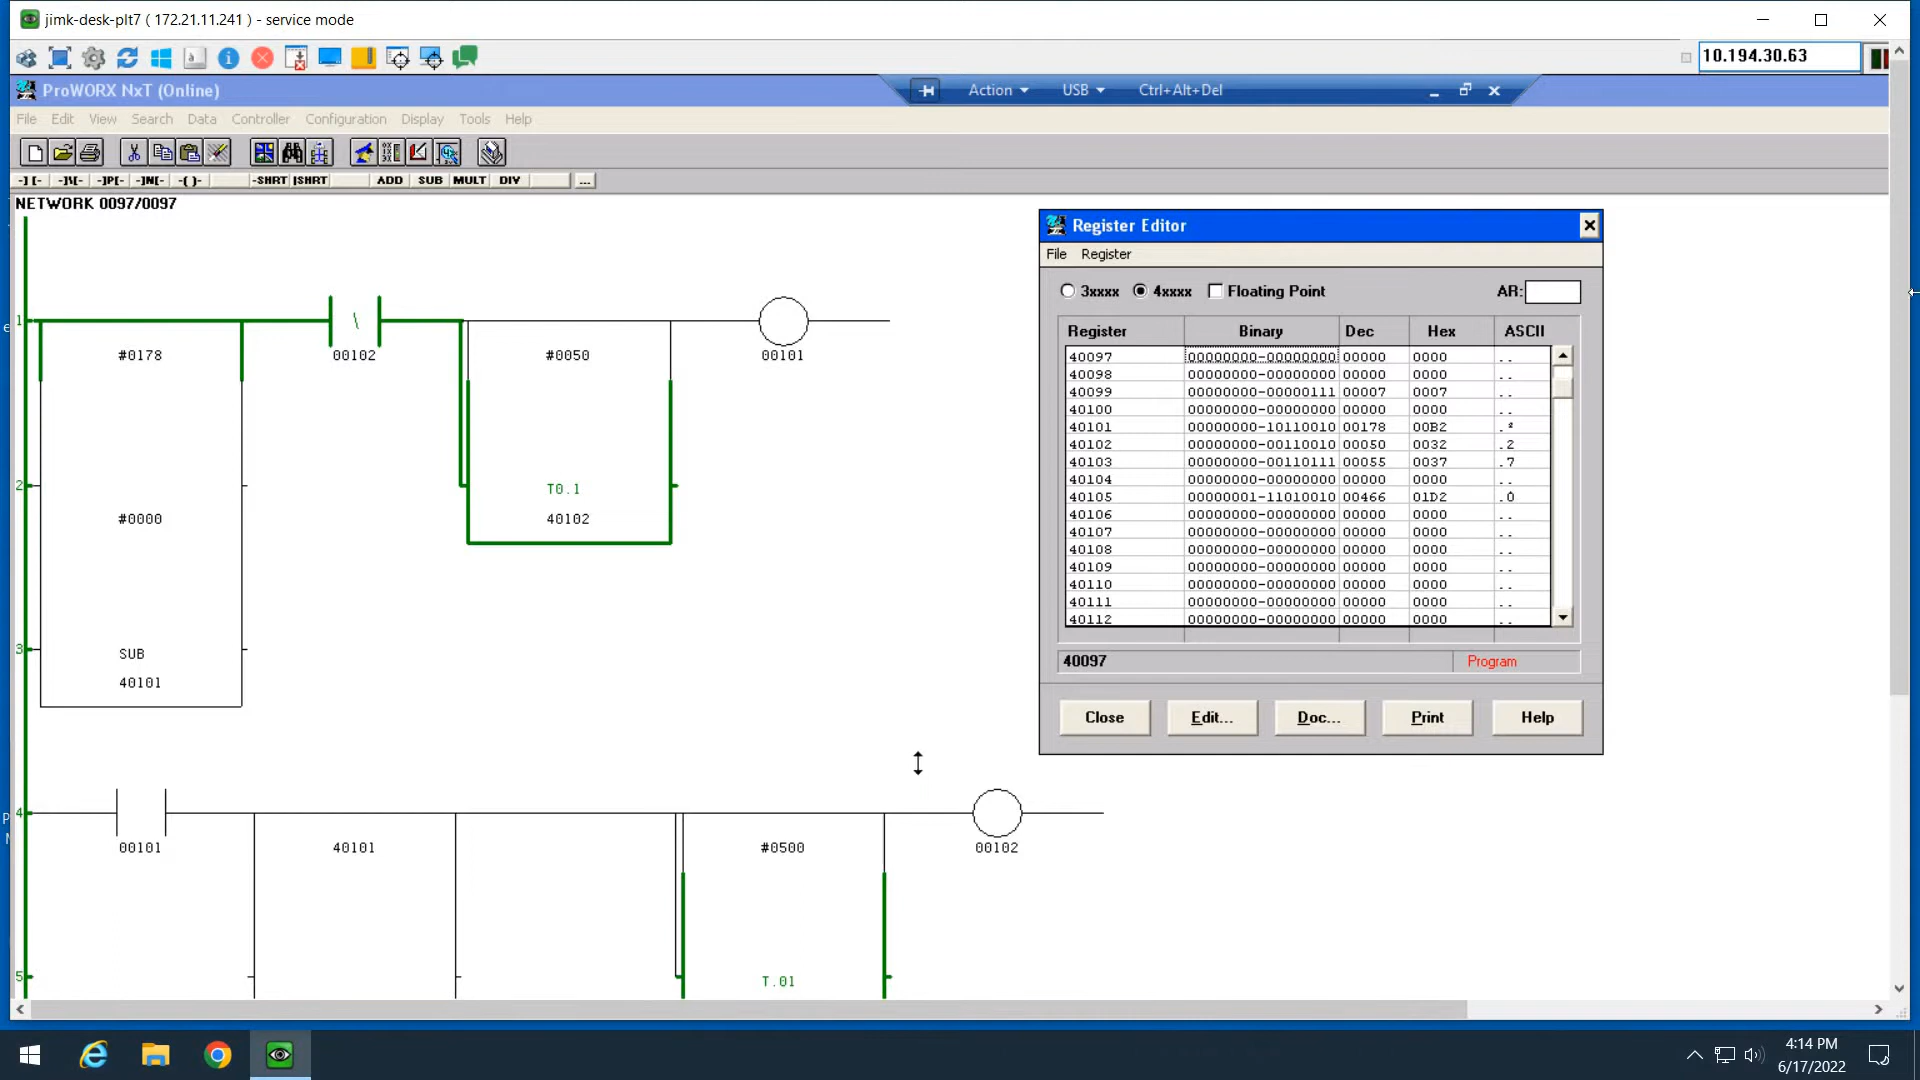 jimk-desk-plt7 ( 172.21.11.241 ) - service mode
10.194.30.63
ProWORX NxT (Online)
Action
USB
Ctrl+Alt+Del
File Edit View Search Data Controller Configuration Display Tools Help
-] [- -]\[- -]P[- -]N[- -( )- -SHRT |SHRT ADD SUB MULT DIV ...
NETWORK 0097/0097
Register Editor
File Register
3xxxx 4xxxx Floating Point AR:
Register Binary Dec Hex ASCII
40097 00000000-00000000 00000 0000 ..
40098 00000000-00000000 00000 0000 ..
40099 00000000-00000111 00007 0007 ..
40100 00000000-00000000 00000 0000 ..
40101 00000000-10110010 00178 00B2 .²
40102 00000000-00110010 00050 0032 .2
40103 00000000-00110111 00055 0037 .7
40104 00000000-00000000 00000 0000 ..
40105 00000001-11010010 00466 01D2 .Ò
40106 00000000-00000000 00000 0000 ..
40107 00000000-00000000 00000 0000 ..
40108 00000000-00000000 00000 0000 ..
40109 00000000-00000000 00000 0000 ..
40110 00000000-00000000 00000 0000 ..
40111 00000000-00000000 00000 0000 ..
40112 00000000-00000000 00000 0000 ..
40097 Program
Close Edit... Doc... Print Help
1
\
#0178 00102 #0050 00101
2
T0.1
#0000 40102
3
SUB
40101
4
00101 40101 #0500 00102
5
T.01
4:14 PM
6/17/2022